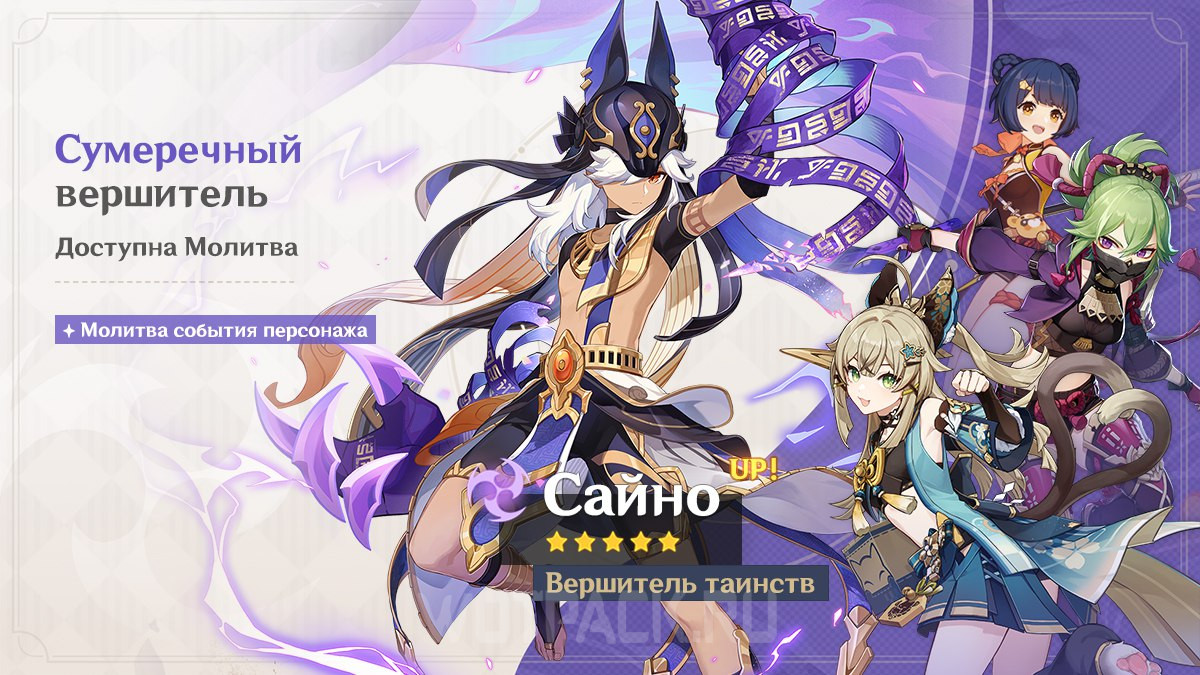 Сумеречный
вершитель
Доступна Молитва
Молитва события персонажа
UP!
Сайно
Вершитель таинств